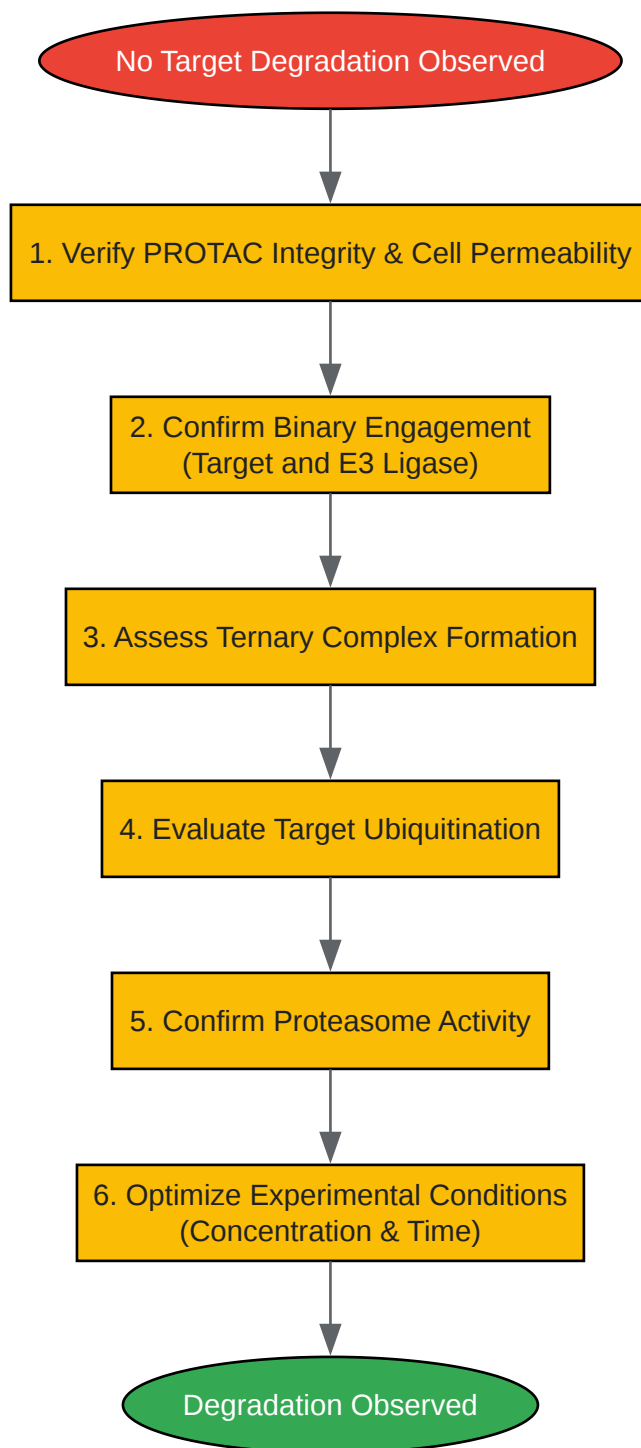 No Target Degradation Observed
1. Verify PROTAC Integrity & Cell Permeability
2. Confirm Binary Engagement
(Target and E3 Ligase)
3. Assess Ternary Complex Formation
4. Evaluate Target Ubiquitination
5. Confirm Proteasome Activity
6. Optimize Experimental Conditions
(Concentration & Time)
Degradation Observed